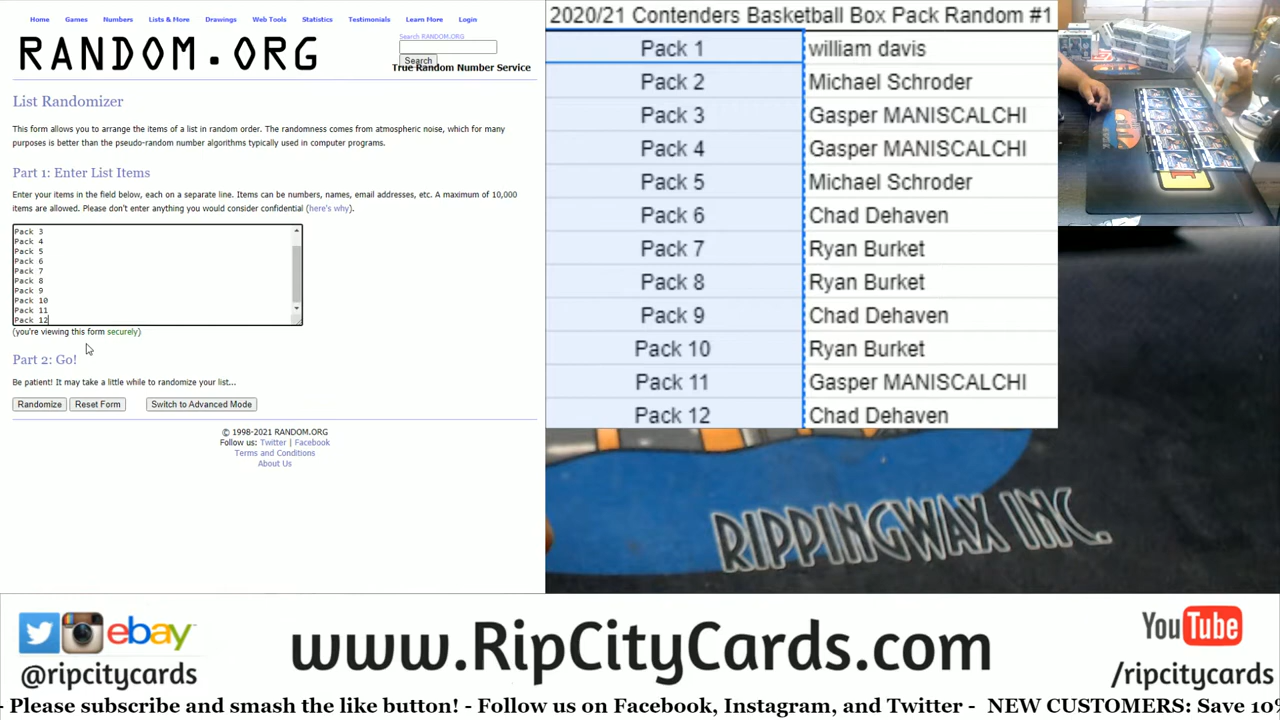 Home Games Numbers Lists & More Drawings Web Tools Statistics Testimonials Learn More Login
RANDOM.ORG
Search RANDOM.ORG
Search
True Random Number Service
List Randomizer
This form allows you to arrange the items of a list in random order. The randomness comes from atmospheric noise, which for many
purposes is better than the pseudo-random number algorithms typically used in computer programs.
Part 1: Enter List Items
Enter your items in the field below, each on a separate line. Items can be numbers, names, email addresses, etc. A maximum of 10,000
items are allowed. Please don't enter anything you would consider confidential (here's why).
Pack 3
Pack 4
Pack 5
Pack 6
Pack 7
Pack 8
Pack 9
Pack 10
Pack 11
Pack 12
(you're viewing this form securely)
Part 2: Go!
Be patient! It may take a little while to randomize your list...
Randomize Reset Form Switch to Advanced Mode
© 1998-2021 RANDOM.ORG
Follow us: Twitter | Facebook
Terms and Conditions
About Us
2020/21 Contenders Basketball Box Pack Random #1
Pack 1 william davis
Pack 2 Michael Schroder
Pack 3 Gasper MANISCALCHI
Pack 4 Gasper MANISCALCHI
Pack 5 Michael Schroder
Pack 6 Chad Dehaven
Pack 7 Ryan Burket
Pack 8 Ryan Burket
Pack 9 Chad Dehaven
Pack 10 Ryan Burket
Pack 11 Gasper MANISCALCHI
Pack 12 Chad Dehaven
RIPPINGWAX INC.
ebay
@ripcitycards
www.RipCityCards.com
YouTube
/ripcitycards
- Please subscribe and smash the like button! - Follow us on Facebook, Instagram, and Twitter - NEW CUSTOMERS: Save 10%